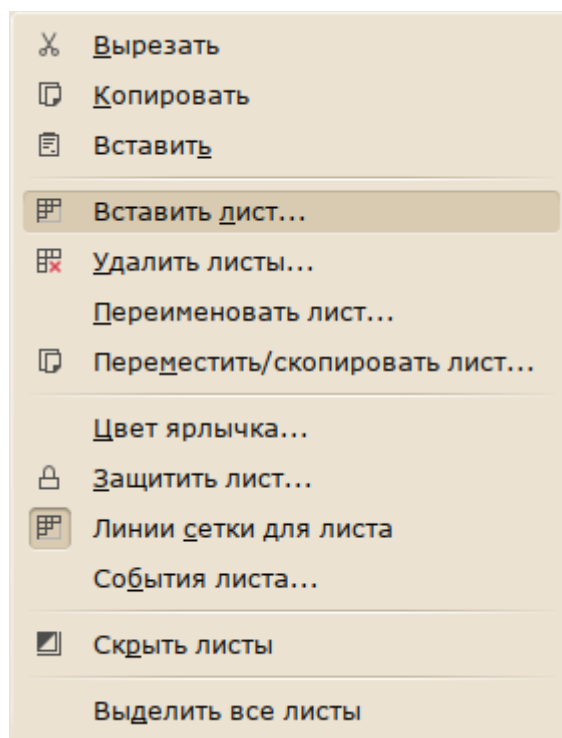 Вырезать
Копировать
Вставить
Вставить лист...
Удалить листы...
Переименовать лист...
Переместить/скопировать лист...
Цвет ярлычка...
Защитить лист...
Линии сетки для листа
События листа...
Скрыть листы
Выделить все листы